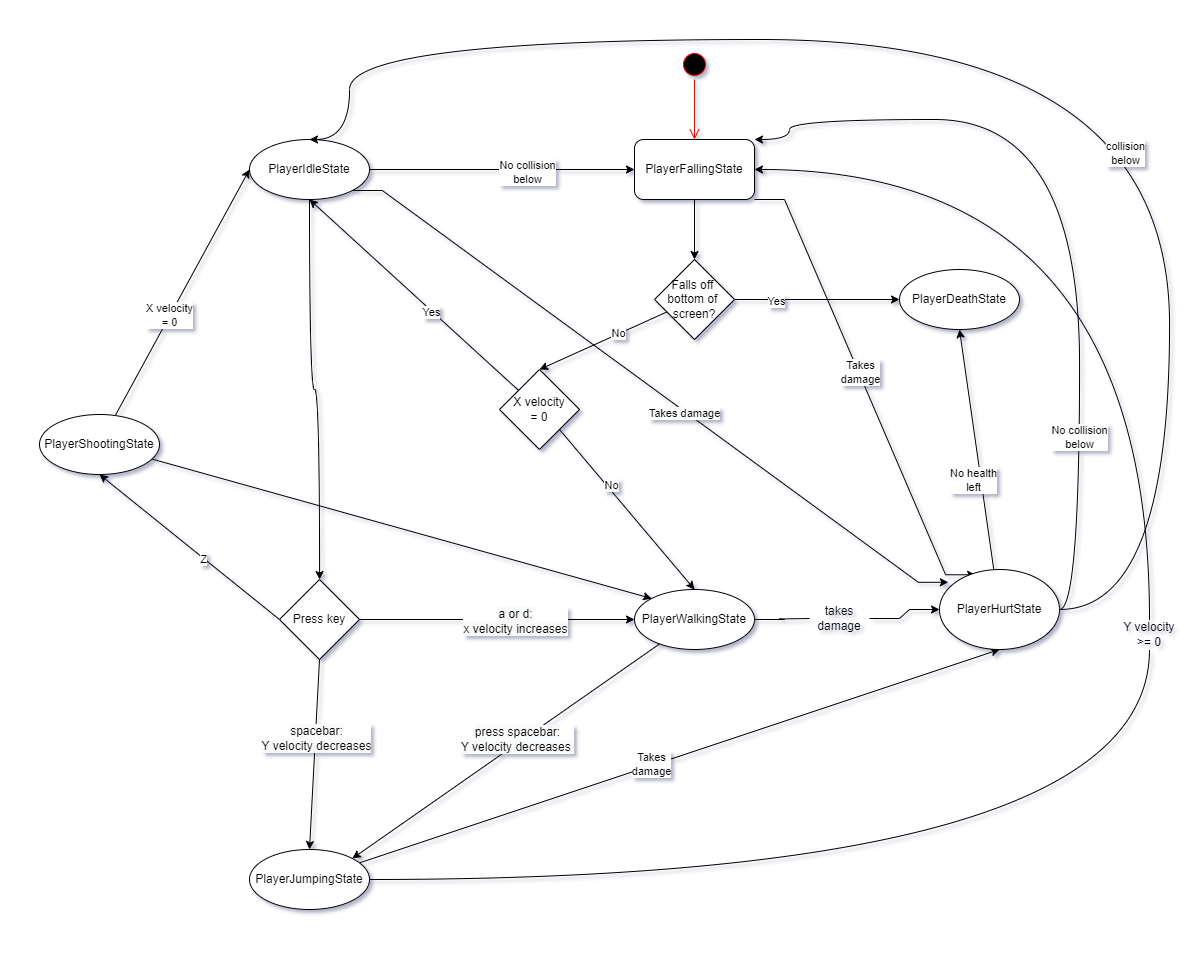 collision
below
PlayerIdleState
No collision
below
PlayerFallingState
Falls off
bottom of
screen?
Yes
PlayerDeathState
X velocity
= 0
Yes
No
Takes
damage
X velocity
= 0
Takes damage
PlayerShootingState
No collision
below
No health
left
No
Z
Press key
a or d:
x velocity increases
PlayerWalkingState
takes
damage
PlayerHurtState
Y velocity
>= 0
spacebar:
Y velocity decreases
press spacebar:
Y velocity decreases
Takes
damage
PlayerJumpingState